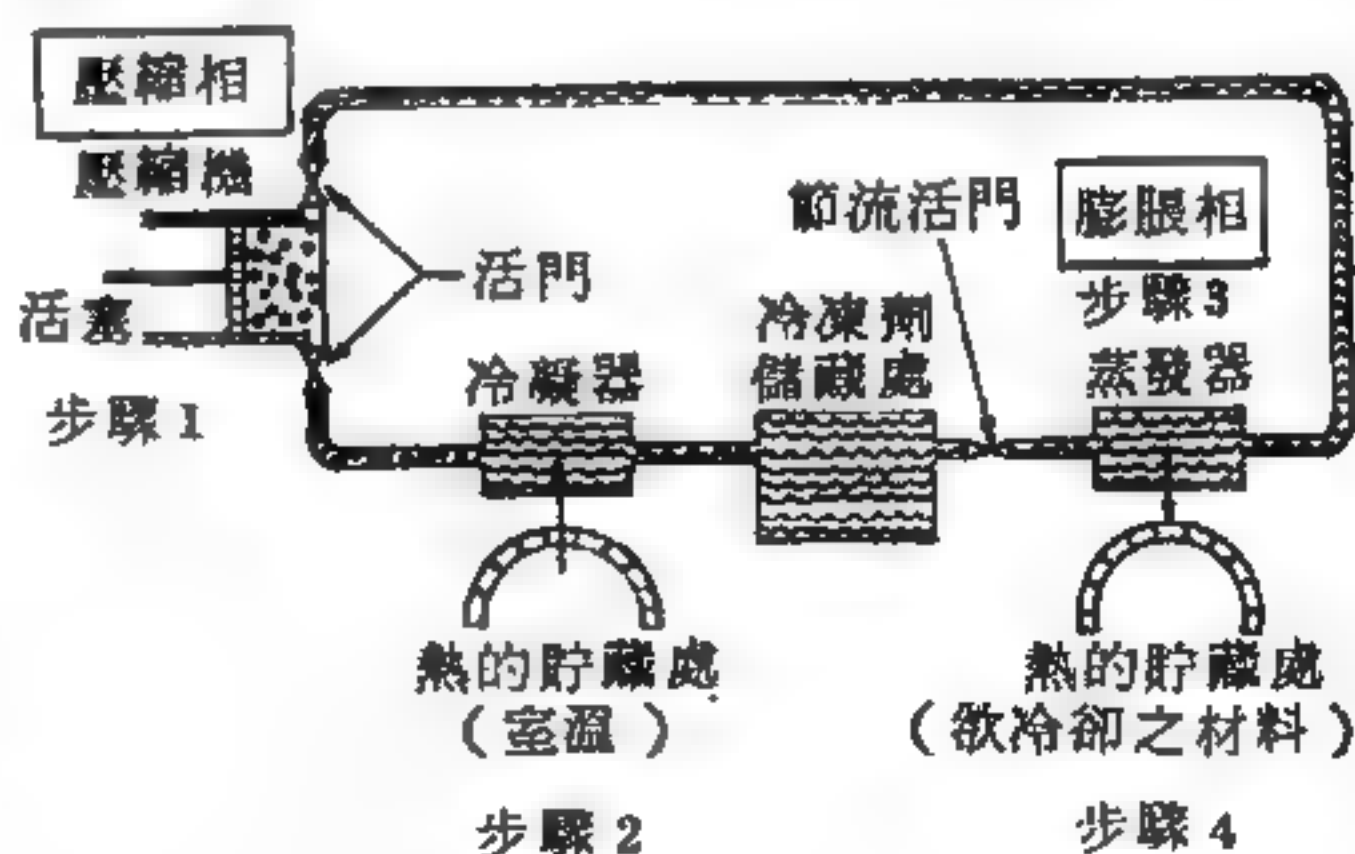 壓縮相
壓縮機
活塞
步驟1
活門
節流活門
膨脹相
步驟3
冷凝器
冷凍劑
儲藏處
蒸發器
熱的貯藏處
（室溫）
步驟2
熱的貯藏處
（欲冷卻之材料）
步驟4